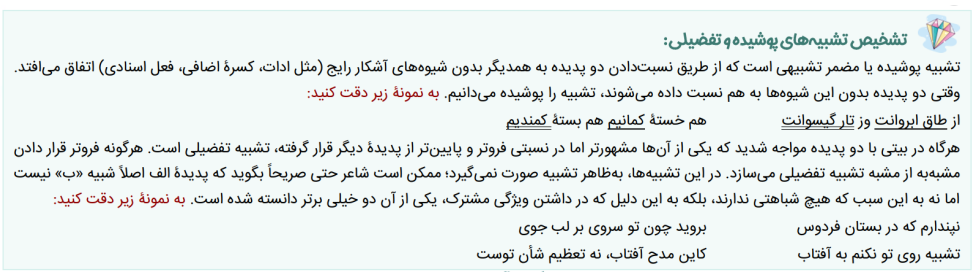 تشخیص تشبیه‌های پوشیده و تفضیلی:
تشبیه پوشیده یا مضمر تشبیهی است که از طریق نسبت‌دادن دو پدیده به همدیگر بدون شیوه‌های آشکار رایج (مثل ادات، کسرهٔ اضافی، فعل اسنادی) اتفاق می‌افتد.
وقتی دو پدیده بدون این شیوه‌ها به هم نسبت داده می‌شوند، تشبیه را پوشیده می‌دانیم. به نمونهٔ زیر دقت کنید:
از طاق ابروانت وز تار گیسوانت هم خستهٔ کمانیم هم بستهٔ کمندیم
هرگاه در بیتی با دو پدیده مواجه شدید که یکی از آن‌ها مشهورتر اما در نسبتی فروتر و پایین‌تر از پدیدهٔ دیگر قرار گرفته، تشبیه تفضیلی است. هرگونه فروتر قرار دادن
مشبه‌به از مشبه تشبیه تفضیلی می‌سازد. در این تشبیه‌ها، به‌ظاهر تشبیه صورت نمی‌گیرد؛ ممکن است شاعر حتی صریحاً بگوید که پدیدهٔ الف اصلاً شبیه «ب» نیست
اما نه به این سبب که هیچ شباهتی ندارند، بلکه به این دلیل که در داشتن ویژگی مشترک، یکی از آن دو خیلی برتر دانسته شده است. به نمونهٔ زیر دقت کنید:
نپندارم که در بستان فردوس بروید چون تو سروی بر لب جوی
تشبیه روی تو نکنم به آفتاب کاین مدح آفتاب، نه تعظیم شأن توست